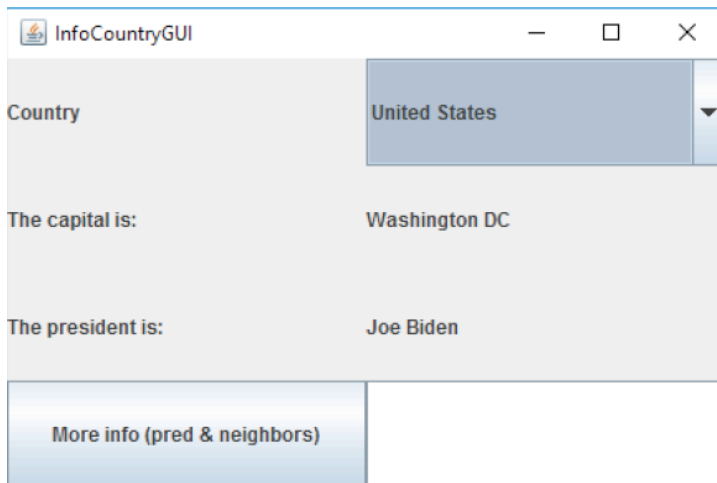 InfoCountryGUI
Country United States
The capital is: Washington DC
The president is: Joe Biden
More info (pred & neighbors)